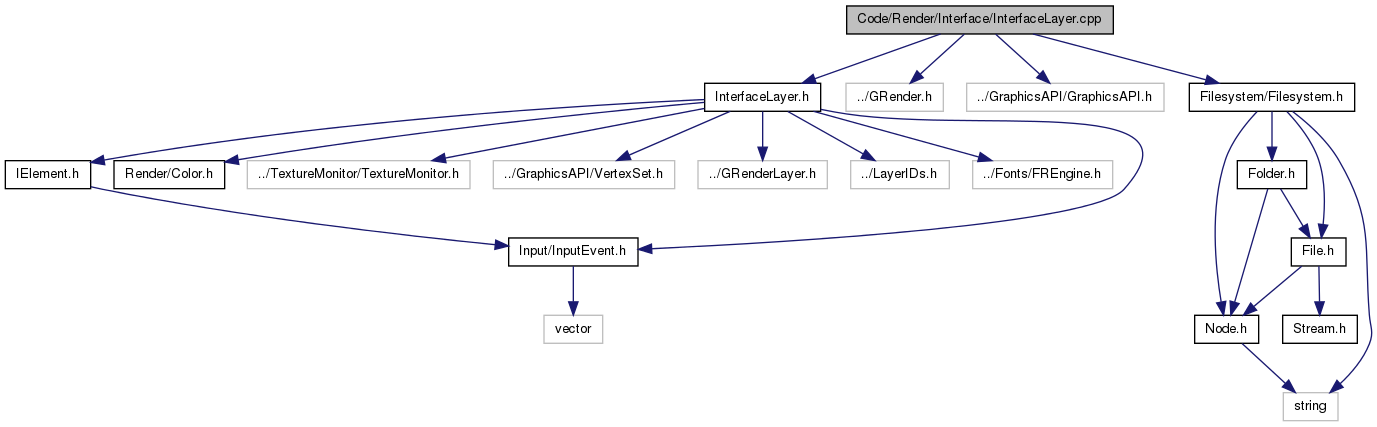 Code/Render/Interface/InterfaceLayer.cpp
InterfaceLayer.h
../GRender.h
../GraphicsAPI/GraphicsAPI.h
Filesystem/Filesystem.h
IElement.h
Render/Color.h
../TextureMonitor/TextureMonitor.h
../GraphicsAPI/VertexSet.h
../GRenderLayer.h
../LayerIDs.h
../Fonts/FREngine.h
Folder.h
Input/InputEvent.h
File.h
vector
Node.h
Stream.h
string